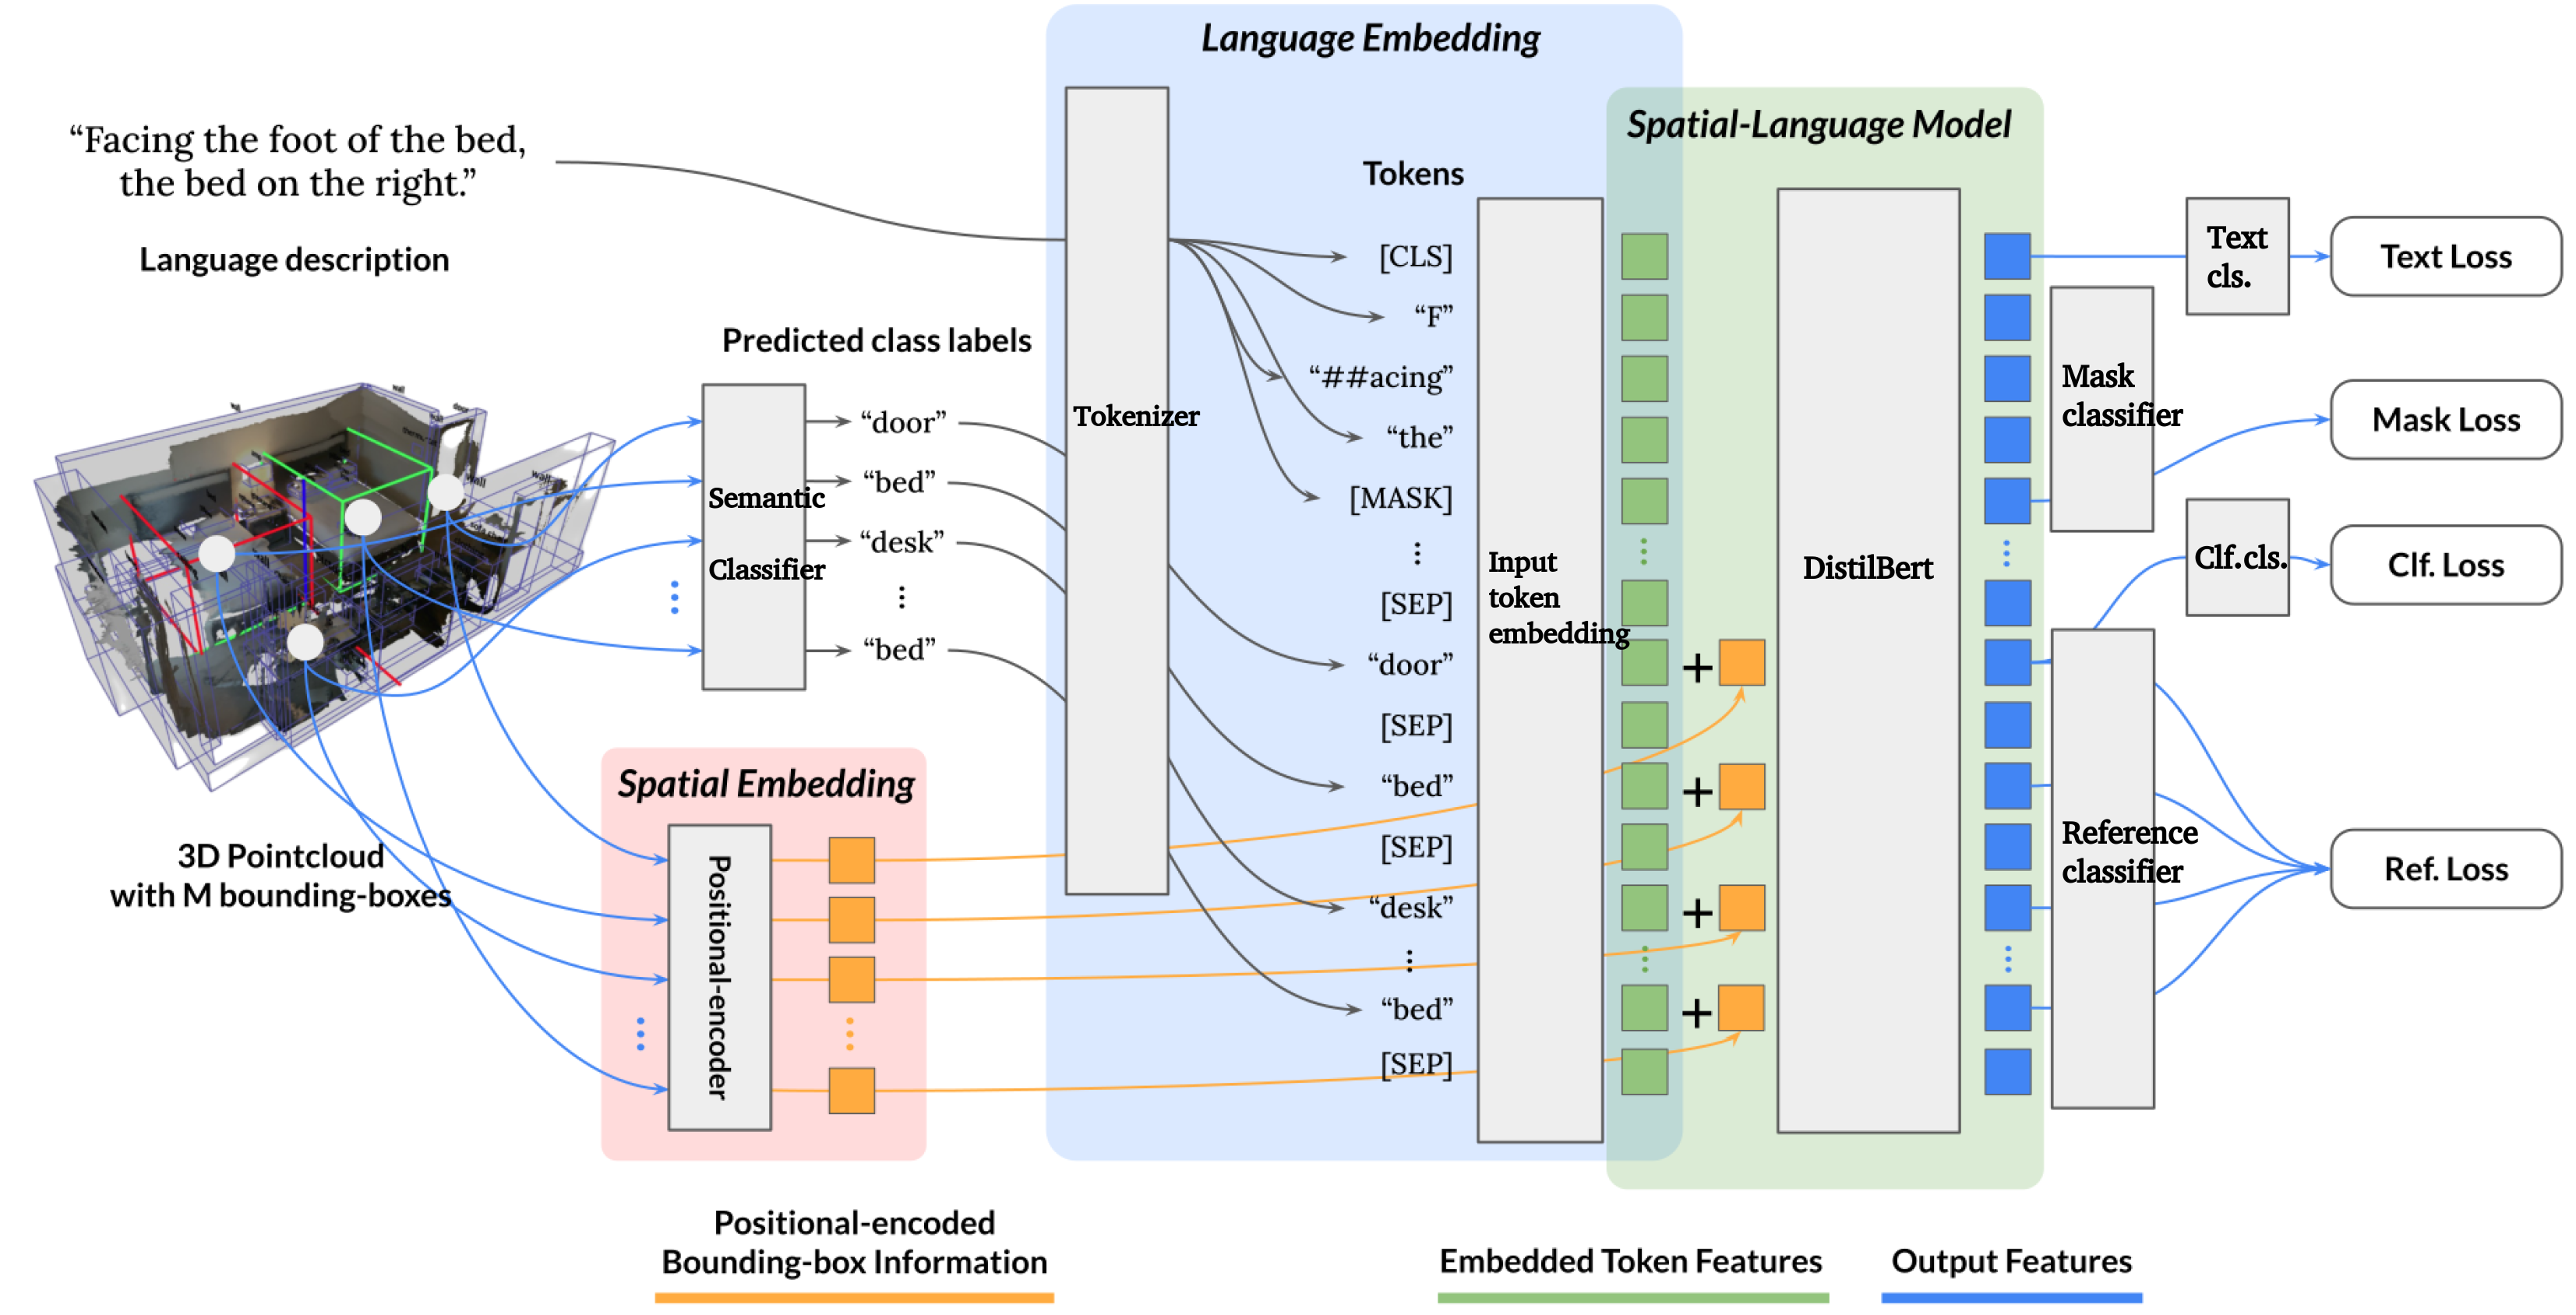 Language Embedding
Spatial-Language Model
“Facing the foot of the bed,
the bed on the right.”
Language description
Predicted class labels
Semantic
Classifier
“door”
“bed”
“desk”
“bed”
3D Pointcloud
with M bounding-boxes
wall
wall
wall
door
Spatial Embedding
Positional-encoder
Tokenizer
Tokens
[CLS]
“F”
“##acing”
“the”
[MASK]
[SEP]
“door”
[SEP]
“bed”
[SEP]
“desk”
“bed”
[SEP]
Input
token
embedding
+
+
+
+
DistilBert
Text
cls.
Mask
classifier
Clf.cls.
Reference
classifier
Text Loss
Mask Loss
Clf. Loss
Ref. Loss
Positional-encoded
Bounding-box Information
Embedded Token Features
Output Features